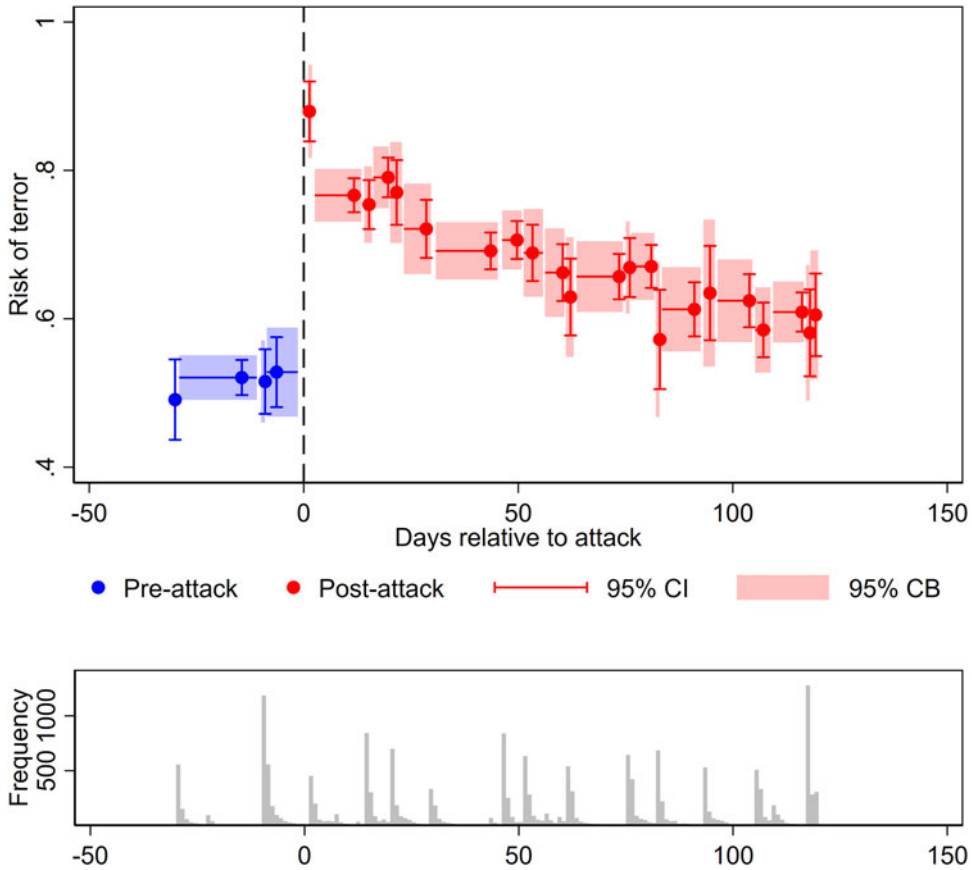 1
.8
.6
.4
Risk of terror
-50 0 50 100 150
Days relative to attack
Pre-attack Post-attack 95% CI 95% CB
Frequency
500 1000
-50 0 50 100 150